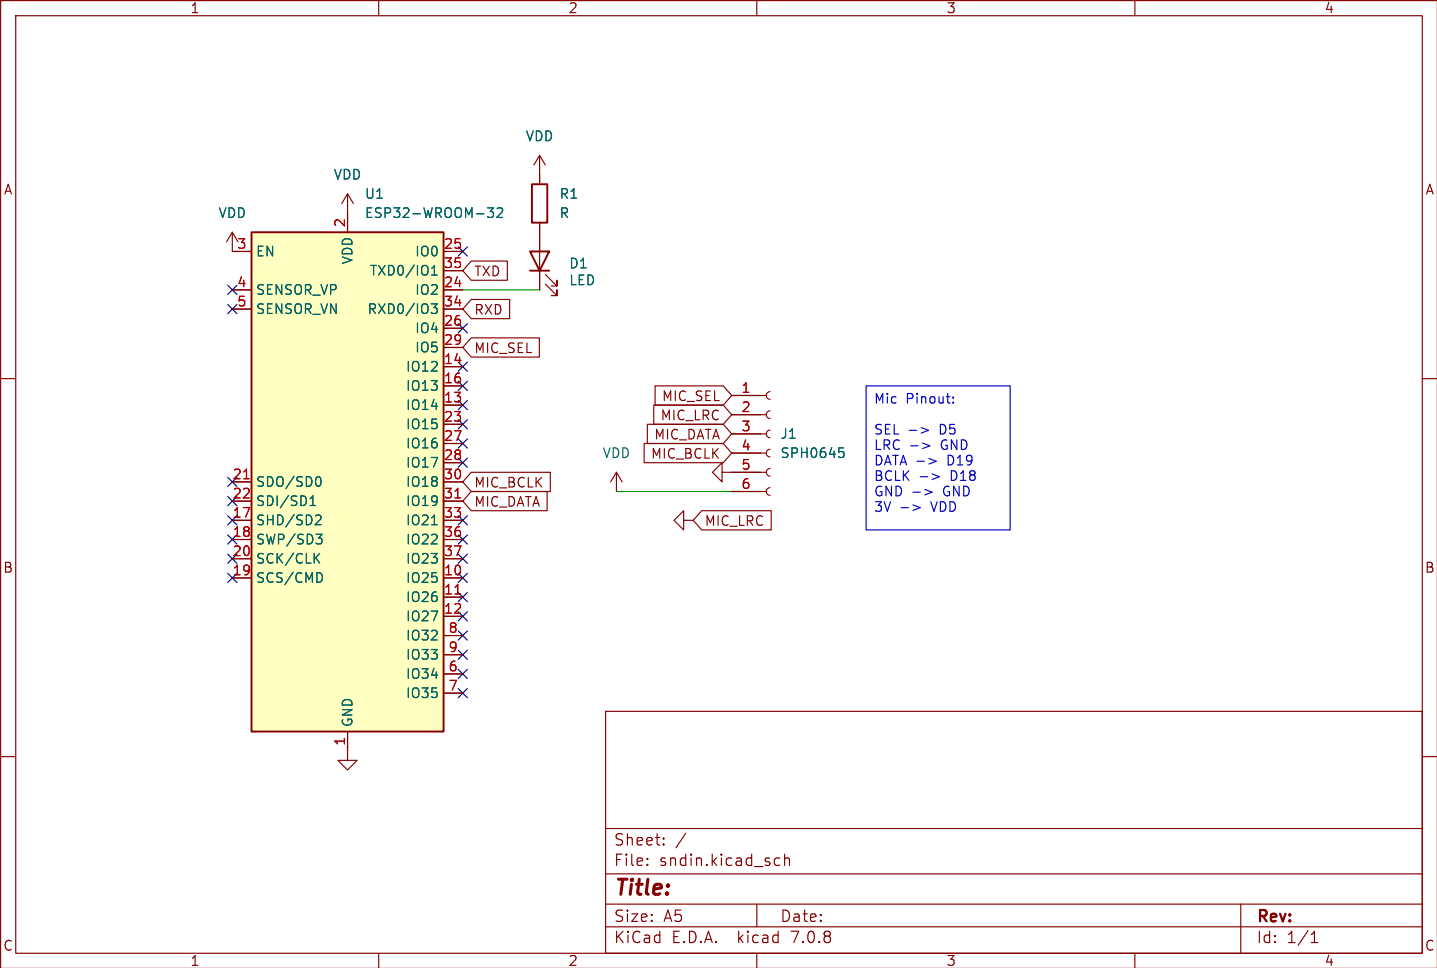 1 2 3 4
A
B
C
A
B
C
1 2 3 4
VDD
R1
R
D1
LED
VDD
VDD
U1
ESP32-WROOM-32
2
VDD
3 EN
4 SENSOR_VP
5 SENSOR_VN
21 SDO/SD0
22 SDI/SD1
17 SHD/SD2
18 SWP/SD3
20 SCK/CLK
19 SCS/CMD
IO0 25
TXD0/IO1 35 TXD
IO2 24
RXD0/IO3 34 RXD
IO4 26
IO5 29 MIC_SEL
IO12 14
IO13 16
IO14 13
IO15 23
IO16 27
IO17 28
IO18 30 MIC_BCLK
IO19 31 MIC_DATA
IO21 33
IO22 36
IO23 37
IO25 10
IO26 11
IO27 12
IO32 8
IO33 9
IO34 6
IO35 7
GND
1
MIC_SEL 1
MIC_LRC 2
MIC_DATA 3
MIC_BCLK 4
5
VDD 6
J1
SPH0645
MIC_LRC
Mic Pinout:
SEL -> D5
LRC -> GND
DATA -> D19
BCLK -> D18
GND -> GND
3V -> VDD
Sheet: /
File: sndin.kicad_sch
Title:
Size: A5 Date: Rev:
KiCad E.D.A. kicad 7.0.8 Id: 1/1